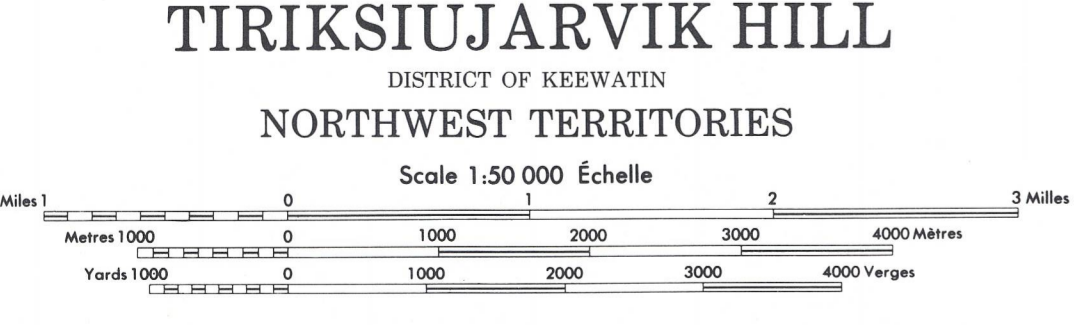 TIRIKSIUJARVIK HILL
DISTRICT OF KEEWATIN
NORTHWEST TERRITORIES
Scale 1:50 000 Échelle
Miles 1 0 1 2 3 Milles
Metres 1000 0 1000 2000 3000 4000 Mètres
Yards 1000 0 1000 2000 3000 4000 Verges